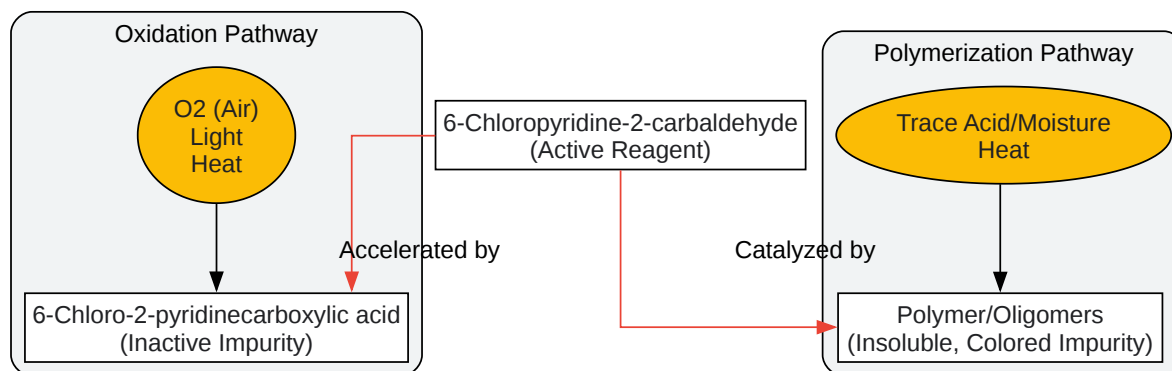 Oxidation Pathway
O2 (Air)
Light
Heat
6-Chloropyridine-2-carbaldehyde
(Active Reagent)
Polymerization Pathway
Trace Acid/Moisture
Heat
Accelerated by
Catalyzed by
6-Chloro-2-pyridinecarboxylic acid
(Inactive Impurity)
Polymer/Oligomers
(Insoluble, Colored Impurity)